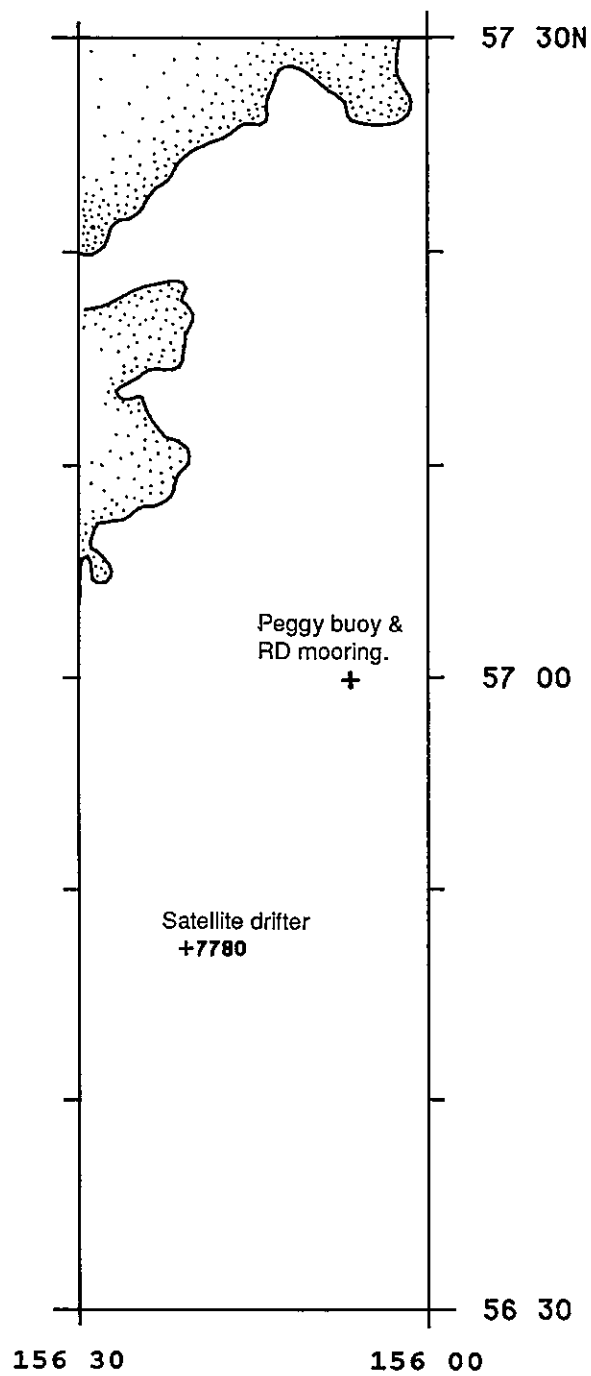 57 30N
Peggy buoy &
RD mooring.
57 00
Satellite drifter
+7780
56 30
156 30
156 00